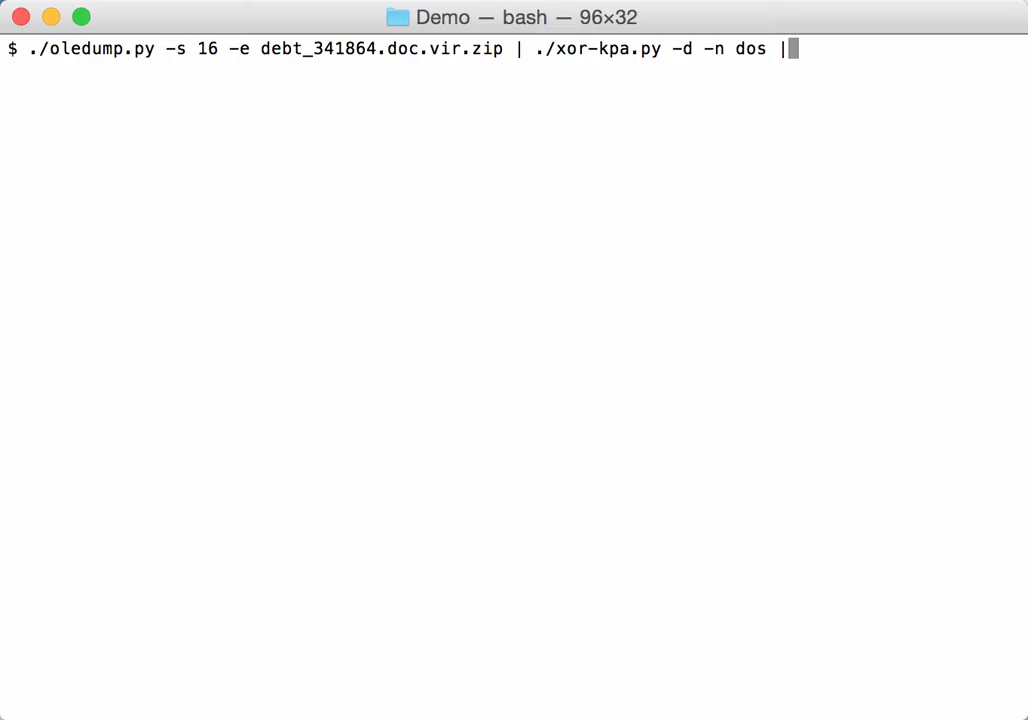 Demo — bash — 96×32
$ ./oledump.py -s 16 -e debt_341864.doc.vir.zip | ./xor-kpa.py -d -n dos |